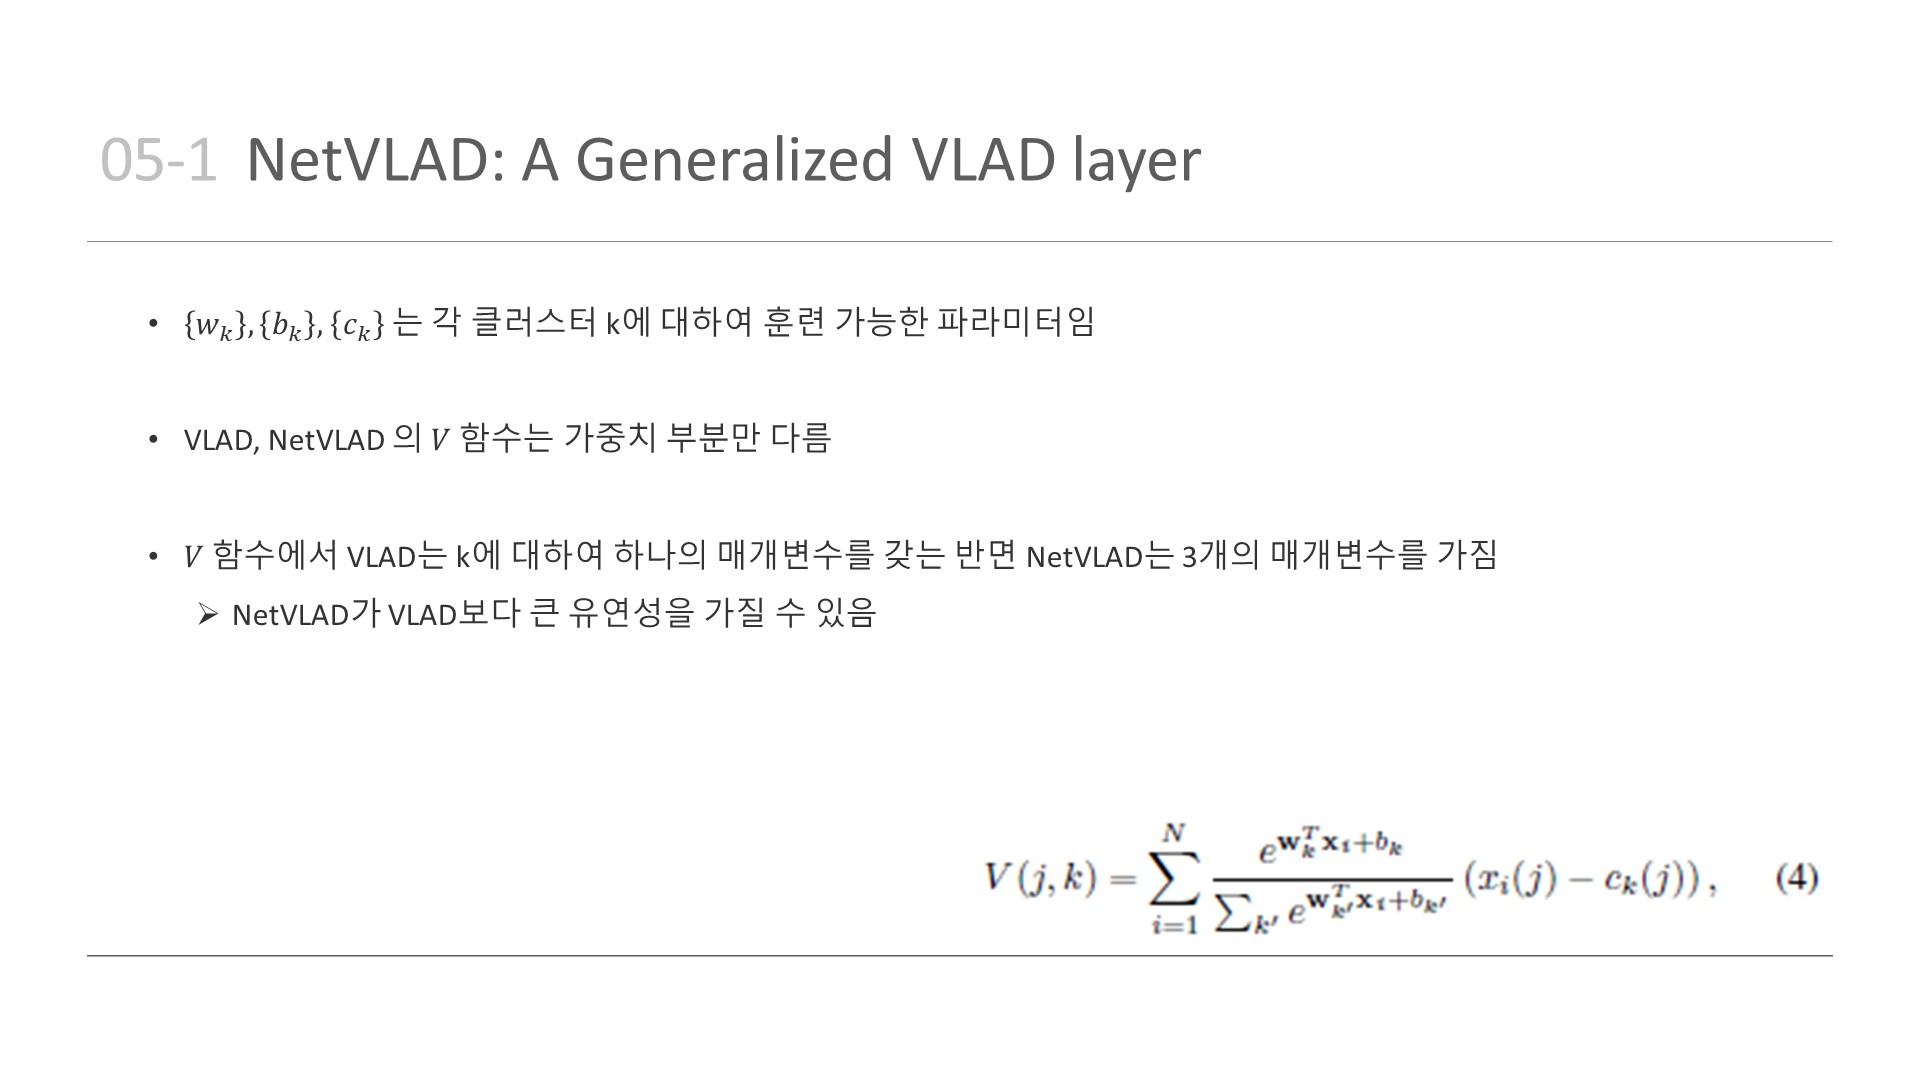 05-1 NetVLAD: A Generalized VLAD layer
• {w_k}, {b_k}, {c_k} 는 각 클러스터 k에 대하여 훈련 가능한 파라미터임
• VLAD, NetVLAD 의 V 함수는 가중치 부분만 다름
• V 함수에서 VLAD는 k에 대하여 하나의 매개변수를 갖는 반면 NetVLAD는 3개의 매개변수를 가짐
➢ NetVLAD가 VLAD보다 큰 유연성을 가질 수 있음
V(j, k) = \sum_{i=1}^{N} \frac{e^{\mathbf{w}_k^T \mathbf{x}_i + b_k}}{\sum_{k'} e^{\mathbf{w}_{k'}^T \mathbf{x}_i + b_{k'}}} (x_i(j) − c_k(j)), (4)